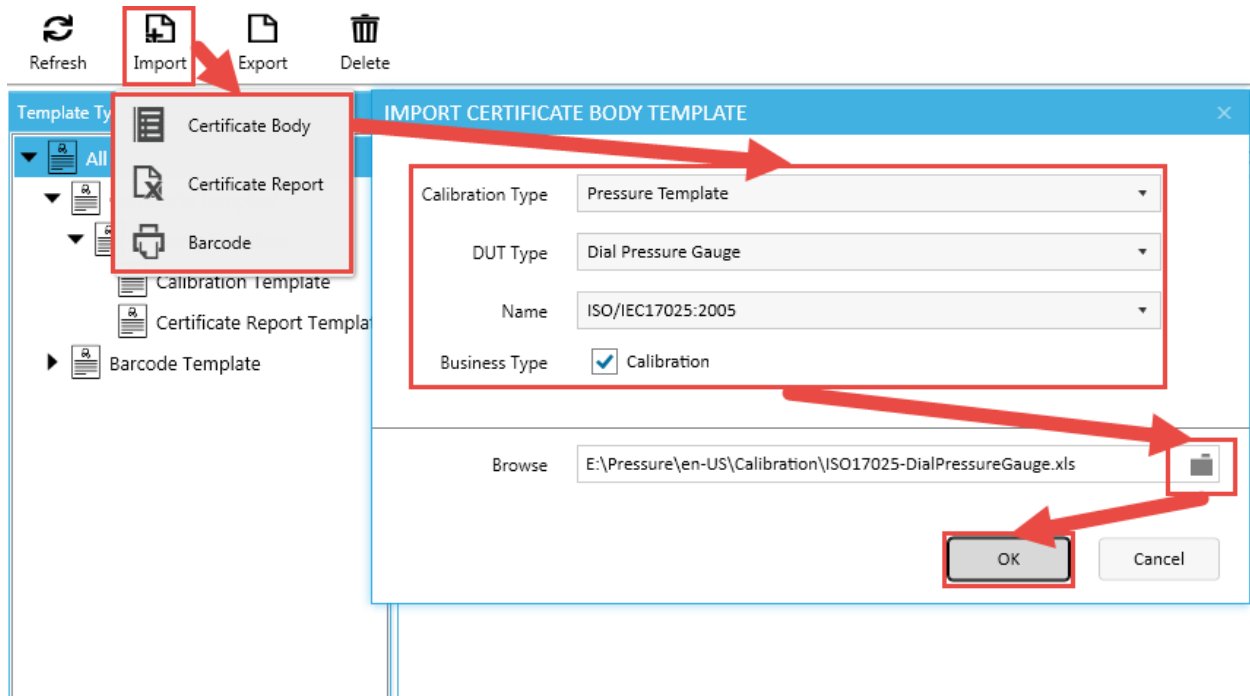 Refresh Import Export Delete
Template Ty
Certificate Body
Certificate Report
Barcode
All
Calibration Template
Certificate Report Templa
Barcode Template
IMPORT CERTIFICATE BODY TEMPLATE
Calibration Type Pressure Template
DUT Type Dial Pressure Gauge
Name ISO/IEC17025:2005
Business Type Calibration
Browse E:\Pressure\en-US\Calibration\ISO17025-DialPressureGauge.xls
OK Cancel